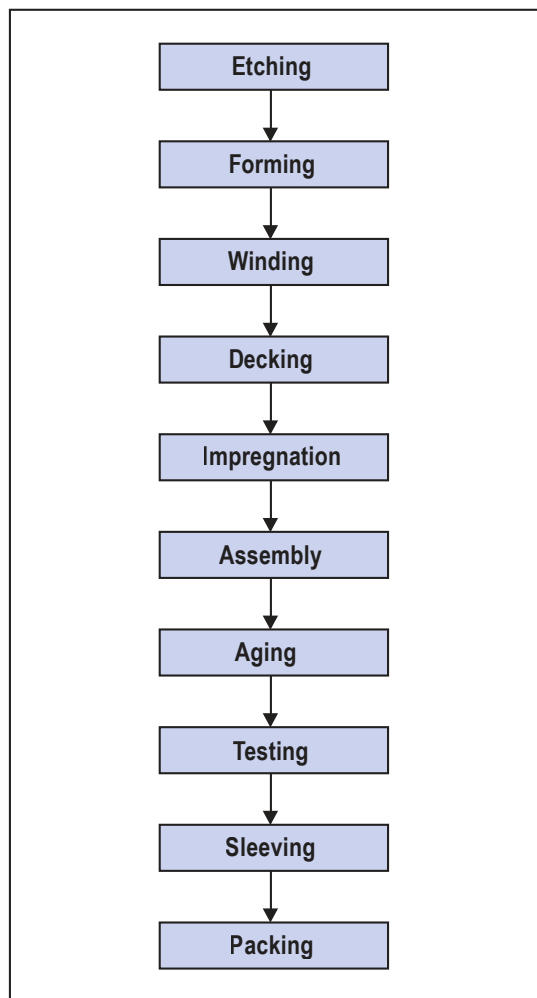 Etching
Forming
Winding
Decking
Impregnation
Assembly
Aging
Testing
Sleeving
Packing